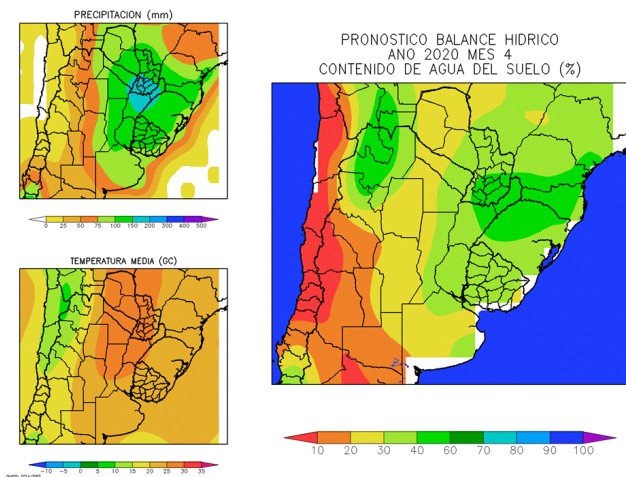 PRECIPITACION (mm)
0 25 50 75 100 150 200 300 400 500
TEMPERATURA MEDIA (GC)
-10 -5 0 5 10 15 20 25 30 35
PRONOSTICO BALANCE HIDRICO
ANO 2020 MES 4
CONTENIDO DE AGUA DEL SUELO (%)
10 20 30 40 50 60 70 80 90 100